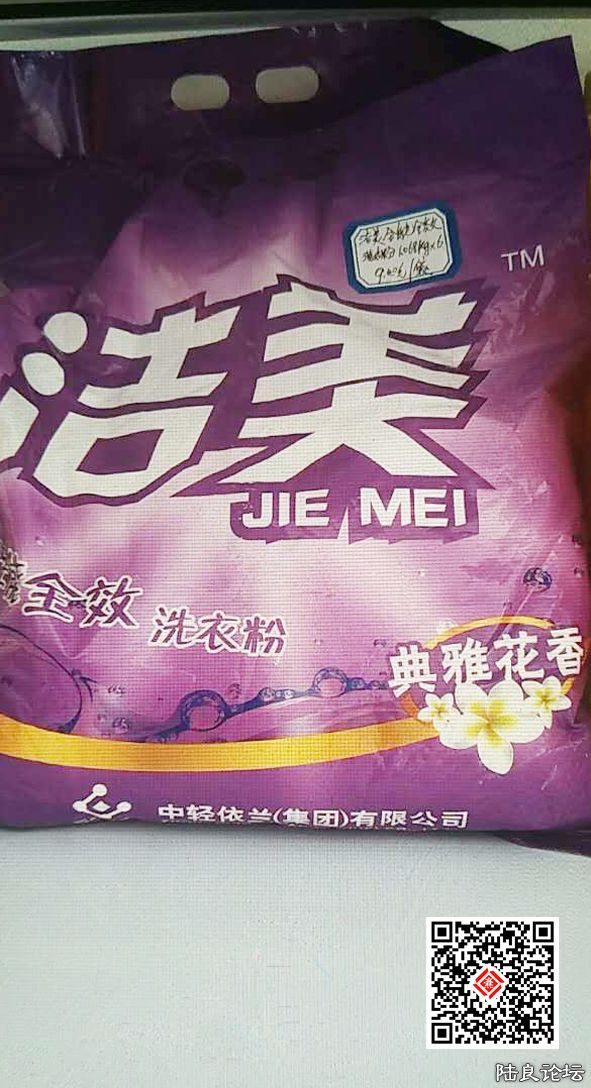 TM
洁美
JIE MEI
全效 洗衣粉
典雅花香
中轻依兰(集团)有限公司
陆良论坛